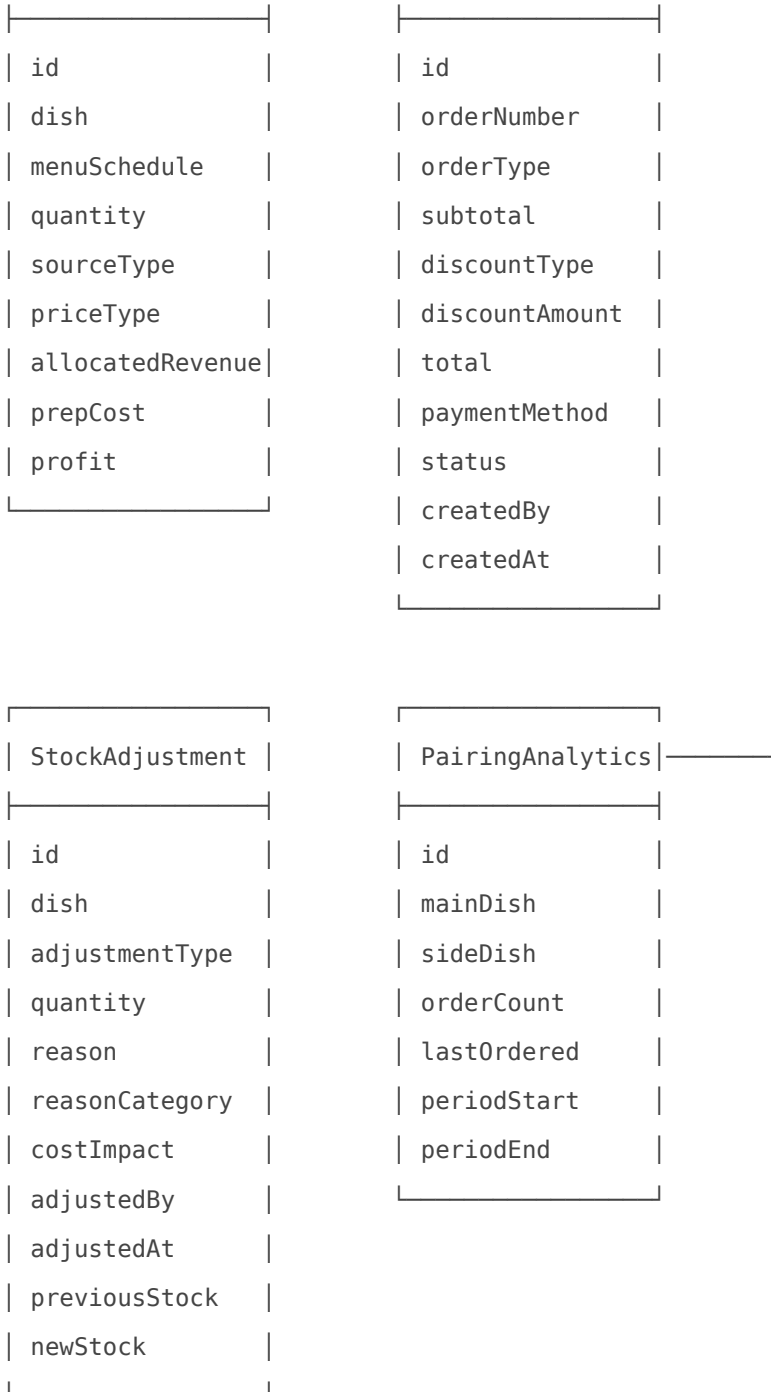 id
dish
menuSchedule
quantity
sourceType
priceType
allocatedRevenue
prepCost
profit
id
orderNumber
orderType
subtotal
discountType
discountAmount
total
paymentMethod
status
createdBy
createdAt
StockAdjustment
id
dish
adjustmentType
quantity
reason
reasonCategory
costImpact
adjustedBy
adjustedAt
previousStock
newStock
PairingAnalytics
id
mainDish
sideDish
orderCount
lastOrdered
periodStart
periodEnd